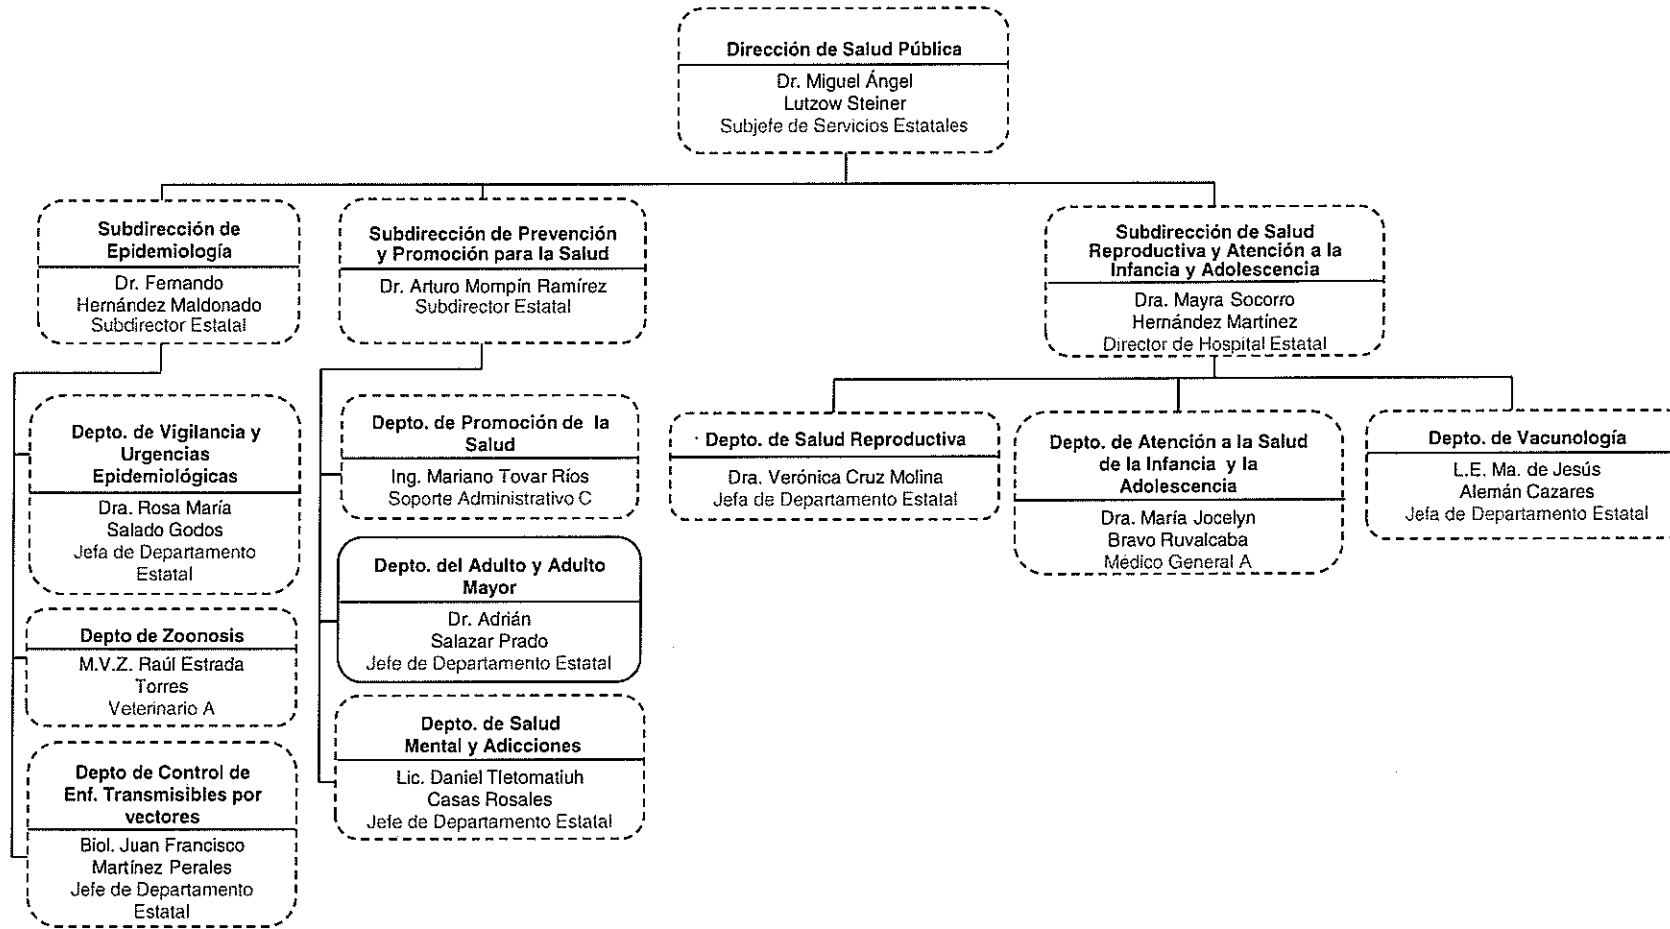 Dirección de Salud Pública
Dr. Miguel Ángel
Lutzow Steiner
Subjefe de Servicios Estatales
Subdirección de
Epidemiología
Dr. Fernando
Hernández Maldonado
Subdirector Estatal
Subdirección de Prevención
y Promoción para la Salud
Dr. Arturo Mompín Ramírez
Subdirector Estatal
Subdirección de Salud
Reproductiva y Atención a la
Infancia y Adolescencia
Dra. Mayra Socorro
Hernández Martínez
Director de Hospital Estatal
Depto. de Vigilancia y
Urgencias
Epidemiológicas
Dra. Rosa María
Salado Godos
Jefa de Departamento
Estatal
Depto de Zoonosis
M.V.Z. Raúl Estrada
Torres
Veterinario A
Depto de Control de
Enf. Transmisibles por
vectores
Biol. Juan Francisco
Martínez Perales
Jefe de Departamento
Estatal
Depto. de Promoción de la
Salud
Ing. Mariano Tovar Ríos
Soporte Administrativo C
Depto. del Adulto y Adulto
Mayor
Dr. Adrián
Salazar Prado
Jefe de Departamento Estatal
Depto. de Salud
Mental y Adicciones
Lic. Daniel Tletomatiuh
Casas Rosales
Jefe de Departamento Estatal
Depto. de Salud Reproductiva
Dra. Verónica Cruz Molina
Jefa de Departamento Estatal
Depto. de Atención a la Salud
de la Infancia y la
Adolescencia
Dra. María Jocelyn
Bravo Ruvalcaba
Médico General A
Depto. de Vacunología
L.E. Ma. de Jesús
Alemán Cazares
Jefa de Departamento Estatal